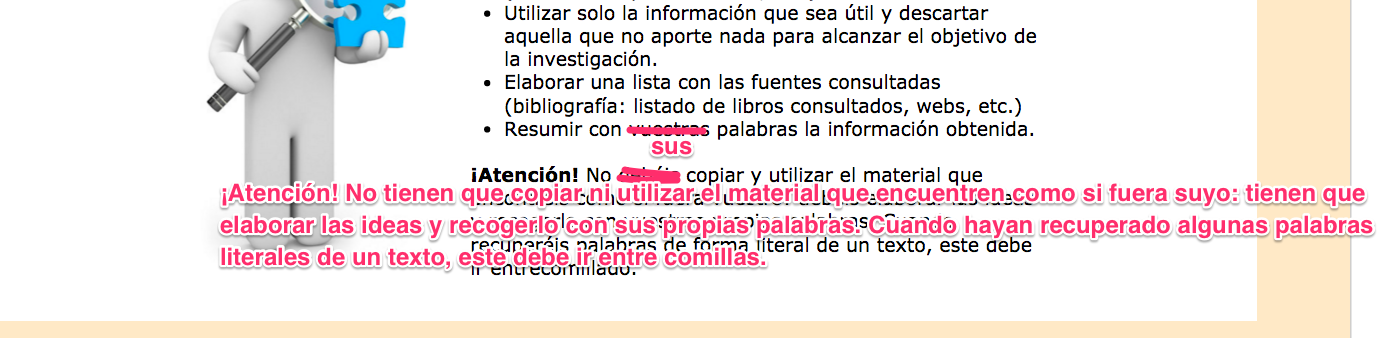 Utilizar solo la información que sea útil y descartar
aquella que no aporte nada para alcanzar el objetivo de
la investigación.
Elaborar una lista con las fuentes consultadas
(bibliografía: listado de libros consultados, webs, etc.)
Resumir con vuestras palabras la información obtenida.
sus
¡Atención! No copiar y utilizar el material que
¡Atención! No tienen que copiar ni utilizar el material que encuentren como si fuera suyo: tienen que
elaborar las ideas y recogerlo con sus propias palabras. Cuando hayan recuperado algunas palabras
recuperéis palabras de forma literal de un texto, este debe
literales de un texto, este debe ir entre comillas.
ir entrecomillado.